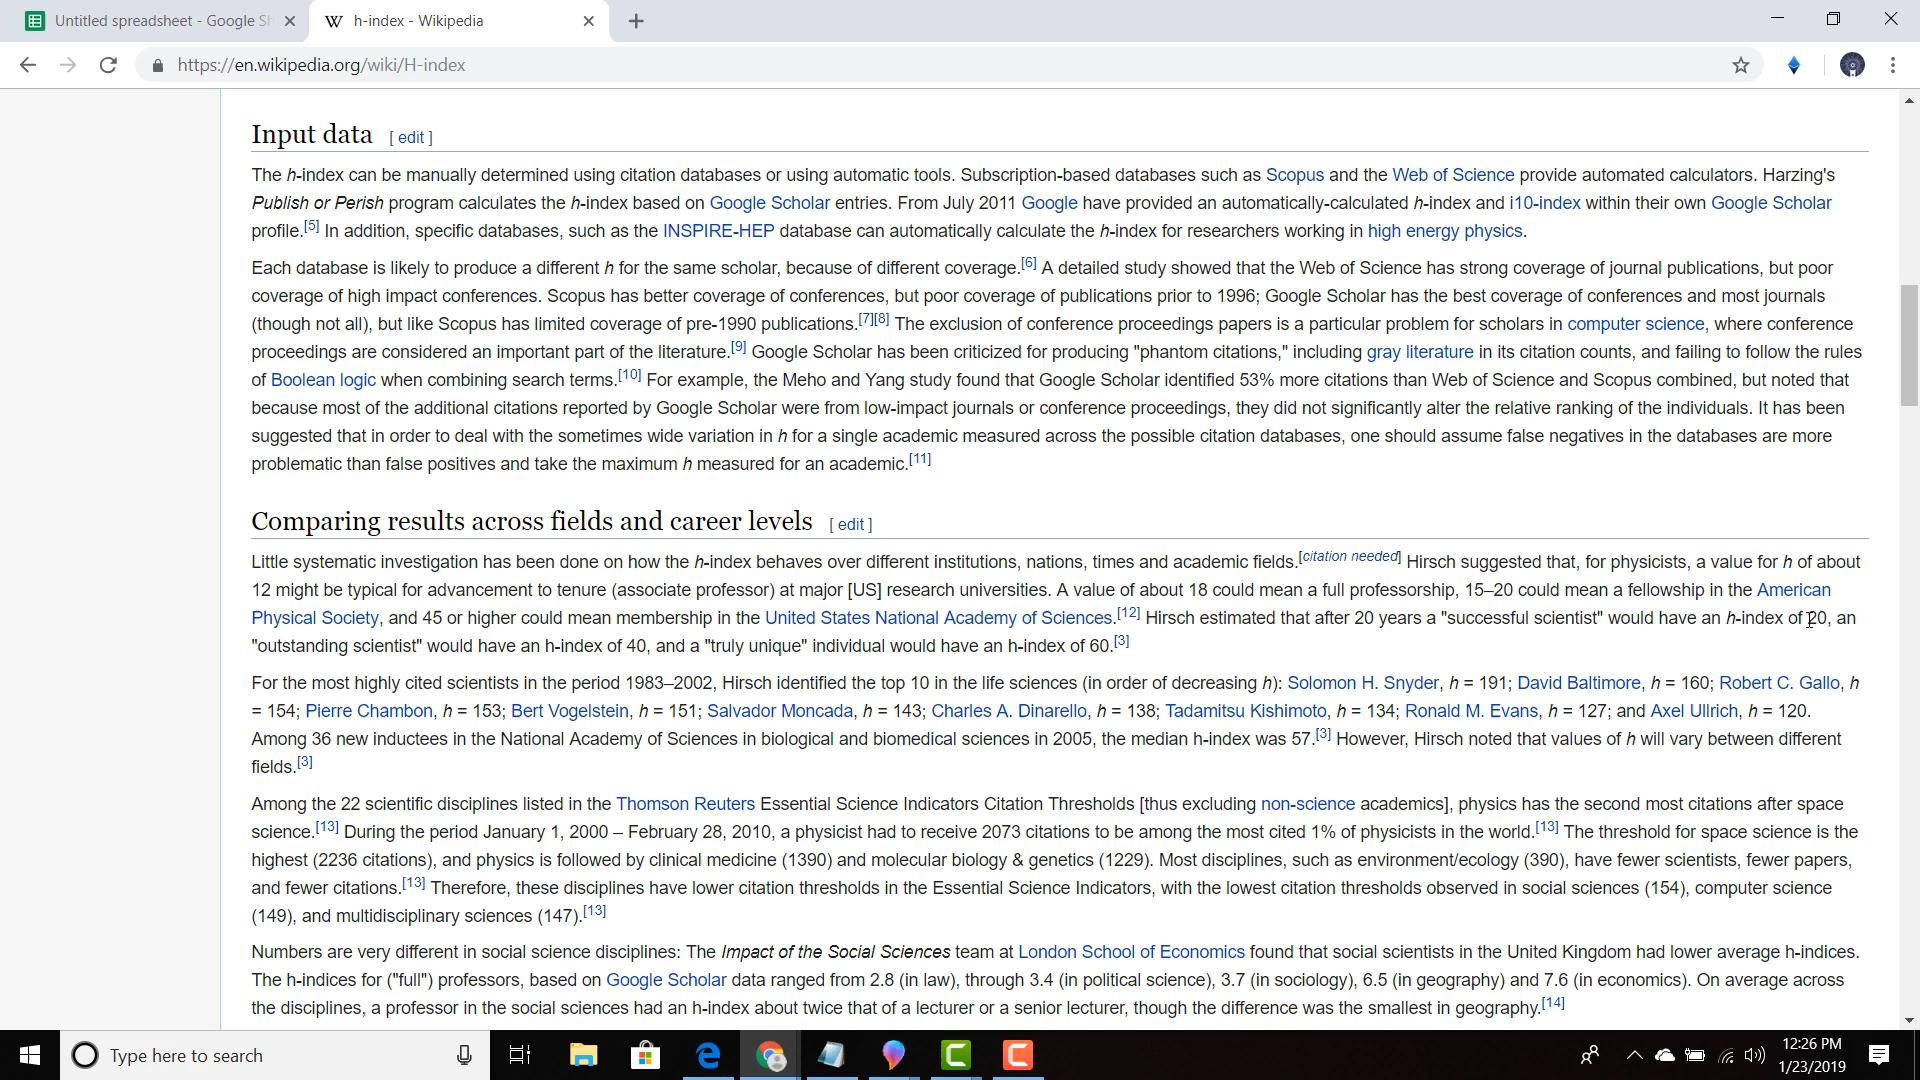 Untitled spreadsheet - Google Sh
h-index - Wikipedia
https://en.wikipedia.org/wiki/H-index
Input data [ edit ]
The h-index can be manually determined using citation databases or using automatic tools. Subscription-based databases such as Scopus and the Web of Science provide automated calculators. Harzing's
Publish or Perish program calculates the h-index based on Google Scholar entries. From July 2011 Google have provided an automatically-calculated h-index and i10-index within their own Google Scholar
profile.[5] In addition, specific databases, such as the INSPIRE-HEP database can automatically calculate the h-index for researchers working in high energy physics.
Each database is likely to produce a different h for the same scholar, because of different coverage.[6] A detailed study showed that the Web of Science has strong coverage of journal publications, but poor
coverage of high impact conferences. Scopus has better coverage of conferences, but poor coverage of publications prior to 1996; Google Scholar has the best coverage of conferences and most journals
(though not all), but like Scopus has limited coverage of pre-1990 publications.[7][8] The exclusion of conference proceedings papers is a particular problem for scholars in computer science, where conference
proceedings are considered an important part of the literature.[9] Google Scholar has been criticized for producing "phantom citations," including gray literature in its citation counts, and failing to follow the rules
of Boolean logic when combining search terms.[10] For example, the Meho and Yang study found that Google Scholar identified 53% more citations than Web of Science and Scopus combined, but noted that
because most of the additional citations reported by Google Scholar were from low-impact journals or conference proceedings, they did not significantly alter the relative ranking of the individuals. It has been
suggested that in order to deal with the sometimes wide variation in h for a single academic measured across the possible citation databases, one should assume false negatives in the databases are more
problematic than false positives and take the maximum h measured for an academic.[11]
Comparing results across fields and career levels [ edit ]
Little systematic investigation has been done on how the h-index behaves over different institutions, nations, times and academic fields.[citation needed] Hirsch suggested that, for physicists, a value for h of about
12 might be typical for advancement to tenure (associate professor) at major [US] research universities. A value of about 18 could mean a full professorship, 15–20 could mean a fellowship in the American
Physical Society, and 45 or higher could mean membership in the United States National Academy of Sciences.[12] Hirsch estimated that after 20 years a "successful scientist" would have an h-index of 20, an
"outstanding scientist" would have an h-index of 40, and a "truly unique" individual would have an h-index of 60.[3]
For the most highly cited scientists in the period 1983–2002, Hirsch identified the top 10 in the life sciences (in order of decreasing h): Solomon H. Snyder, h = 191; David Baltimore, h = 160; Robert C. Gallo, h
= 154; Pierre Chambon, h = 153; Bert Vogelstein, h = 151; Salvador Moncada, h = 143; Charles A. Dinarello, h = 138; Tadamitsu Kishimoto, h = 134; Ronald M. Evans, h = 127; and Axel Ullrich, h = 120.
Among 36 new inductees in the National Academy of Sciences in biological and biomedical sciences in 2005, the median h-index was 57.[3] However, Hirsch noted that values of h will vary between different
fields.[3]
Among the 22 scientific disciplines listed in the Thomson Reuters Essential Science Indicators Citation Thresholds [thus excluding non-science academics], physics has the second most citations after space
science.[13] During the period January 1, 2000 – February 28, 2010, a physicist had to receive 2073 citations to be among the most cited 1% of physicists in the world.[13] The threshold for space science is the
highest (2236 citations), and physics is followed by clinical medicine (1390) and molecular biology & genetics (1229). Most disciplines, such as environment/ecology (390), have fewer scientists, fewer papers,
and fewer citations.[13] Therefore, these disciplines have lower citation thresholds in the Essential Science Indicators, with the lowest citation thresholds observed in social sciences (154), computer science
(149), and multidisciplinary sciences (147).[13]
Numbers are very different in social science disciplines: The Impact of the Social Sciences team at London School of Economics found that social scientists in the United Kingdom had lower average h-indices.
The h-indices for ("full") professors, based on Google Scholar data ranged from 2.8 (in law), through 3.4 (in political science), 3.7 (in sociology), 6.5 (in geography) and 7.6 (in economics). On average across
the disciplines, a professor in the social sciences had an h-index about twice that of a lecturer or a senior lecturer, though the difference was the smallest in geography.[14]
Type here to search
12:26 PM
1/23/2019